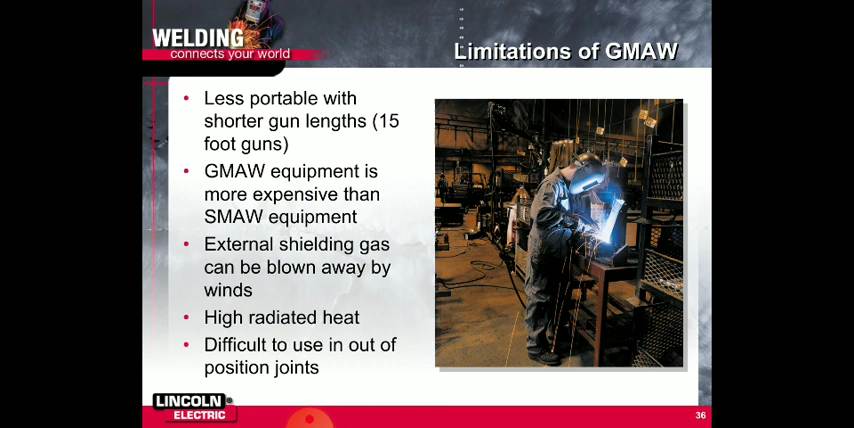 WELDING
connects your world
Limitations of GMAW
• Less portable with
shorter gun lengths (15
foot guns)
• GMAW equipment is
more expensive than
SMAW equipment
• External shielding gas
can be blown away by
winds
• High radiated heat
• Difficult to use in out of
position joints
LINCOLN®
ELECTRIC
36